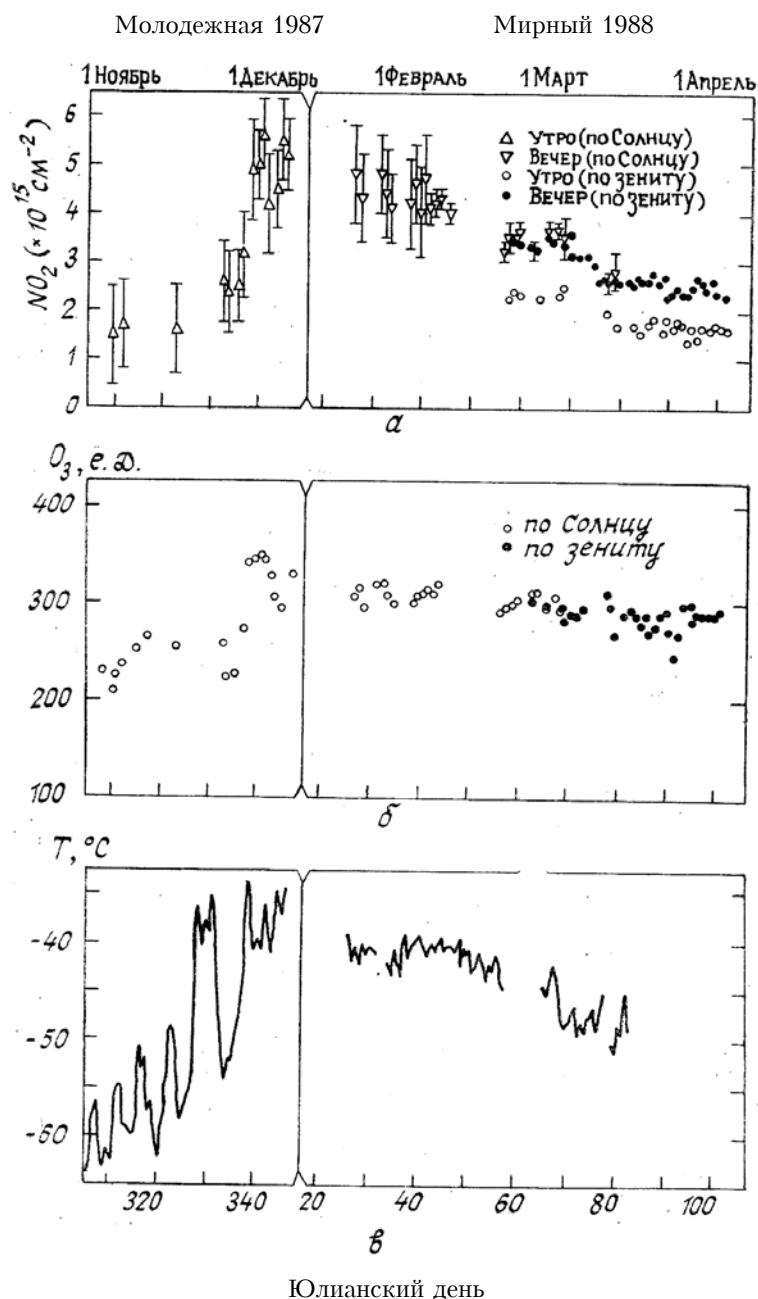 Молодежная 1987 Мирный 1988
1 Ноябрь 1 Декабрь 1 Февраль 1 Март 1 Апрель
NO₂ (*10¹⁵ см⁻²)
6
5
4
3
2
1
0
△ Утро (по Солнцу)
▽ Вечер (по Солнцу)
○ Утро (по зениту)
● Вечер (по зениту)
а
O₃, е.Д.
400
300
200
100
○ по Солнцу
● по зениту
б
T, °C
-40
-50
-60
320 340 20 40 60 80 100
в
Юлианский день